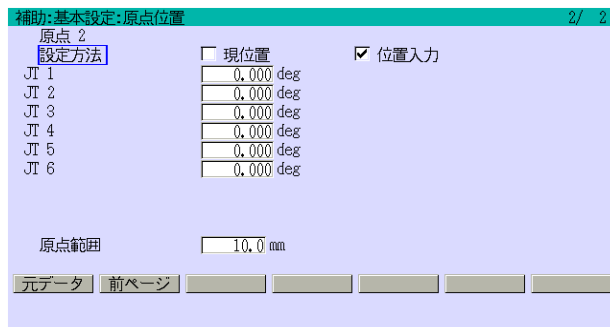 補助:基本設定:原点位置 2/ 2
原点 2
設定方法 現位置 位置入力
JT 1 0.000 deg
JT 2 0.000 deg
JT 3 0.000 deg
JT 4 0.000 deg
JT 5 0.000 deg
JT 6 0.000 deg
原点範囲 10.0 mm
元データ 前ページ